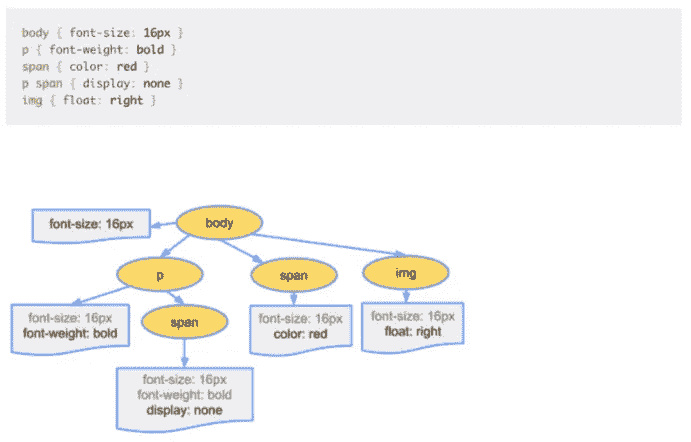 body { font-size: 16px }
p { font-weight: bold }
span { color: red }
p span { display: none }
img { float: right }
font-size: 16px
body
p
span
img
font-size: 16px
font-weight: bold
span
font-size: 16px
color: red
font-size: 16px
float: right
font-size: 16px
font-weight: bold
display: none